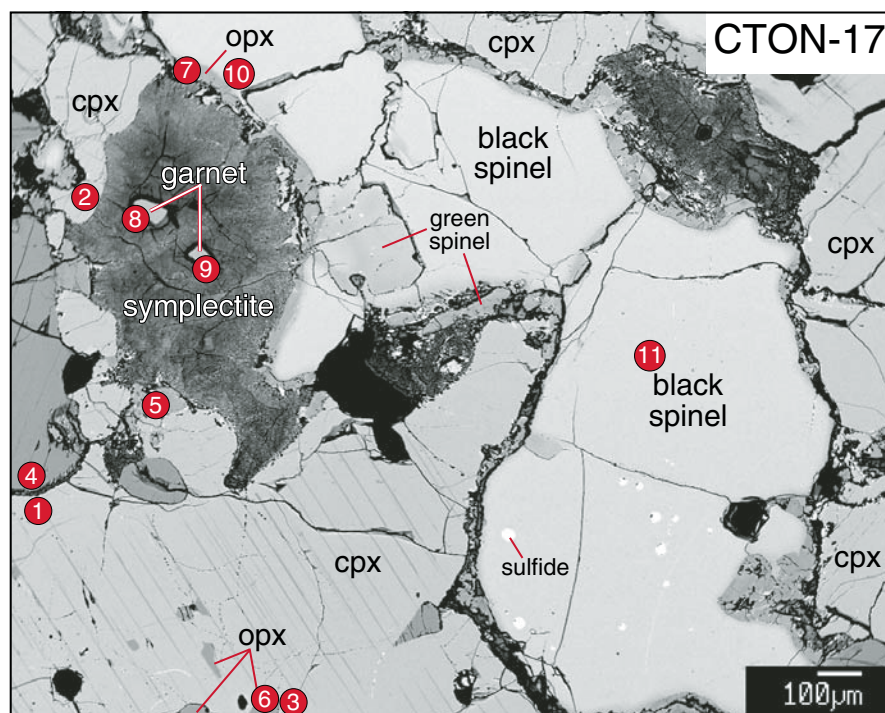 CTON-17
opx
cpx
7
10
cpx
black
spinel
garnet
2
8
green
spinel
cpx
9
symplectite
11
black
spinel
5
4
1
cpx
sulfide
cpx
opx
6
3
100µm